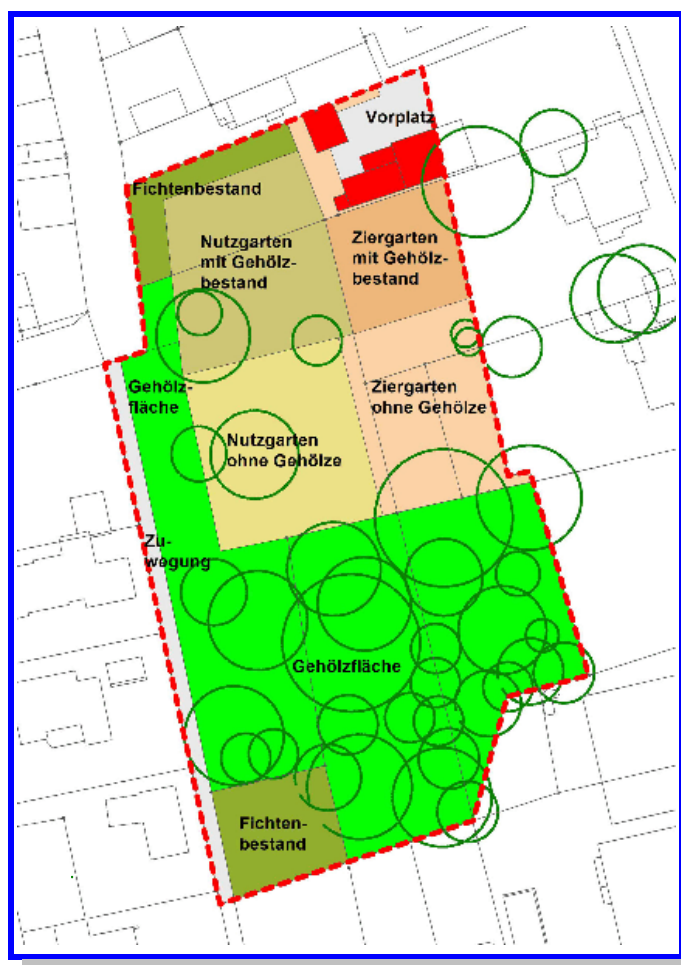 Vorplatz
Fichtenbestand
Nutzgarten
mit Gehölz-
bestand
Ziergarten
mit Gehölz-
bestand
Gehölz-
fläche
Ziergarten
ohne Gehölze
Nutzgarten
ohne Gehölze
Zu-
wegung
Gehölzfläche
Fichten-
bestand